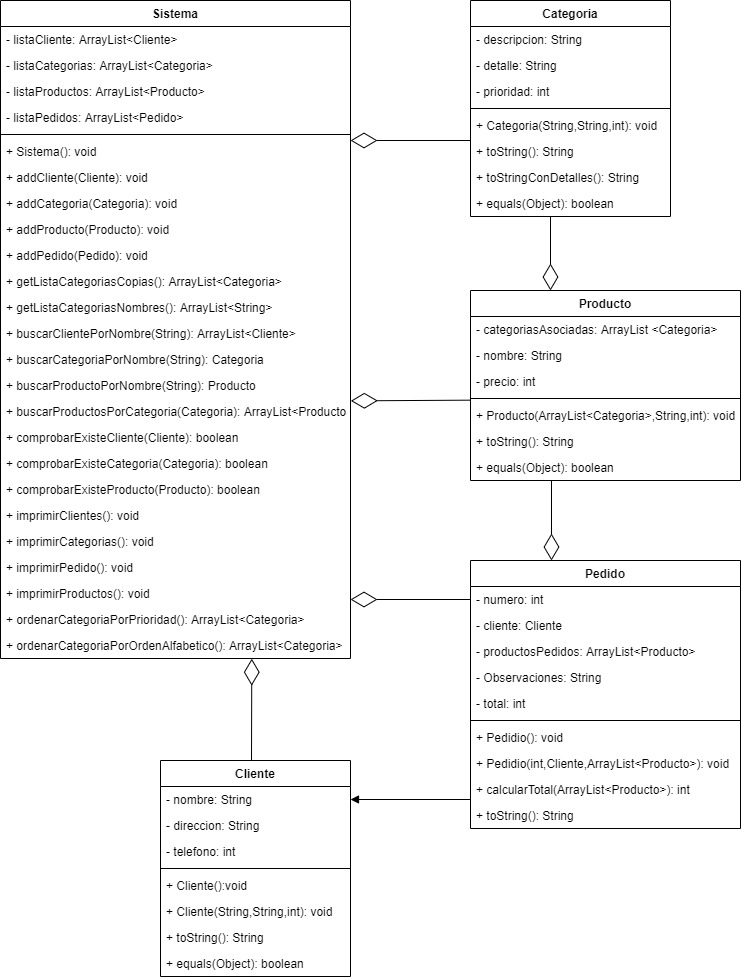 Sistema
- listaCliente: ArrayList<Cliente>
- listaCategorias: ArrayList<Categoria>
- listaProductos: ArrayList<Producto>
- listaPedidos: ArrayList<Pedido>
+ Sistema(): void
+ addCliente(Cliente): void
+ addCategoria(Categoria): void
+ addProducto(Producto): void
+ addPedido(Pedido): void
+ getListaCategoriasCopias(): ArrayList<Categoria>
+ getListaCategoriasNombres(): ArrayList<String>
+ buscarClientePorNombre(String): ArrayList<Cliente>
+ buscarCategoriaPorNombre(String): Categoria
+ buscarProductoPorNombre(String): Producto
+ buscarProductosPorCategoria(Categoria): ArrayList<Producto
+ comprobarExisteCliente(Cliente): boolean
+ comprobarExisteCategoria(Categoria): boolean
+ comprobarExisteProducto(Producto): boolean
+ imprimirClientes(): void
+ imprimirCategorias(): void
+ imprimirPedido(): void
+ imprimirProductos(): void
+ ordenarCategoriaPorPrioridad(): ArrayList<Categoria>
+ ordenarCategoriaPorOrdenAlfabetico(): ArrayList<Categoria>
Categoria
- descripcion: String
- detalle: String
- prioridad: int
+ Categoria(String,String,int): void
+ toString(): String
+ toStringConDetalles(): String
+ equals(Object): boolean
Producto
- categoriasAsociadas: ArrayList <Categoria>
- nombre: String
- precio: int
+ Producto(ArrayList<Categoria>,String,int): void
+ toString(): String
+ equals(Object): boolean
Pedido
- numero: int
- cliente: Cliente
- productosPedidos: ArrayList<Producto>
- Observaciones: String
- total: int
+ Pedidio(): void
+ Pedidio(int,Cliente,ArrayList<Producto>): void
+ calcularTotal(ArrayList<Producto>): int
+ toString(): String
Cliente
- nombre: String
- direccion: String
- telefono: int
+ Cliente():void
+ Cliente(String,String,int): void
+ toString(): String
+ equals(Object): boolean